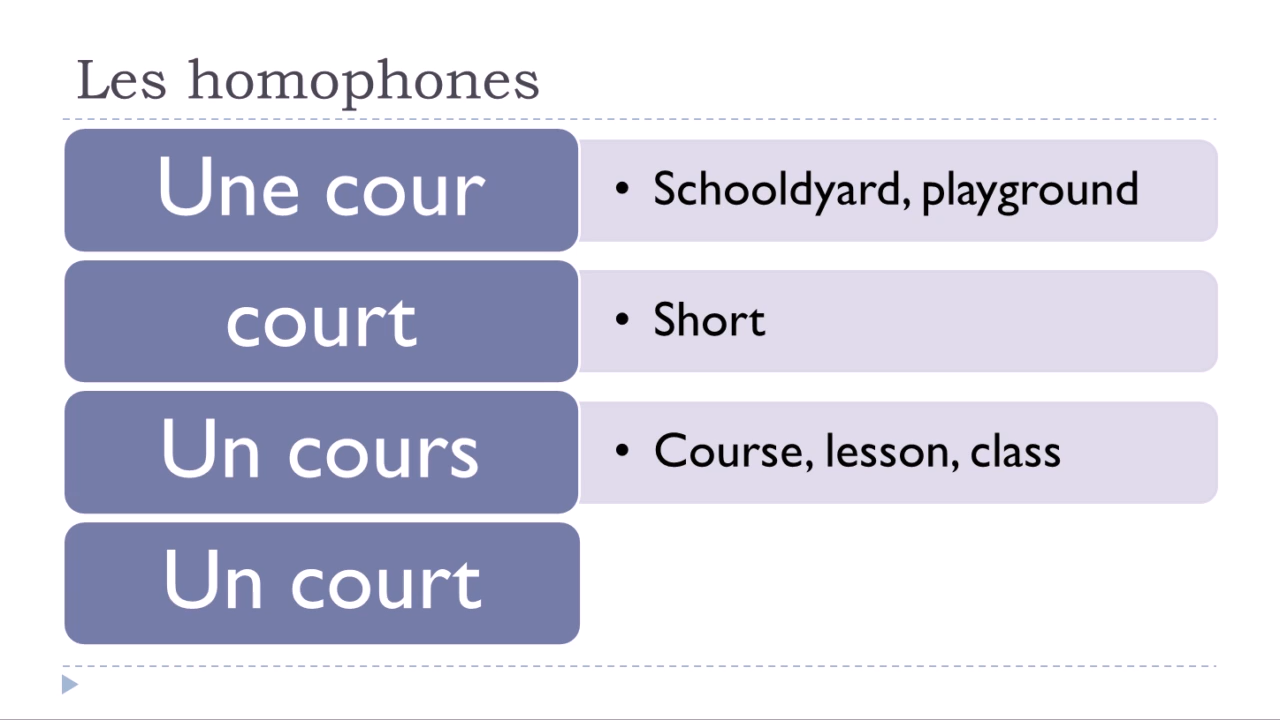 Les homophones
Une cour
• Schooldyard, playground
court
• Short
Un cours
• Course, lesson, class
Un court